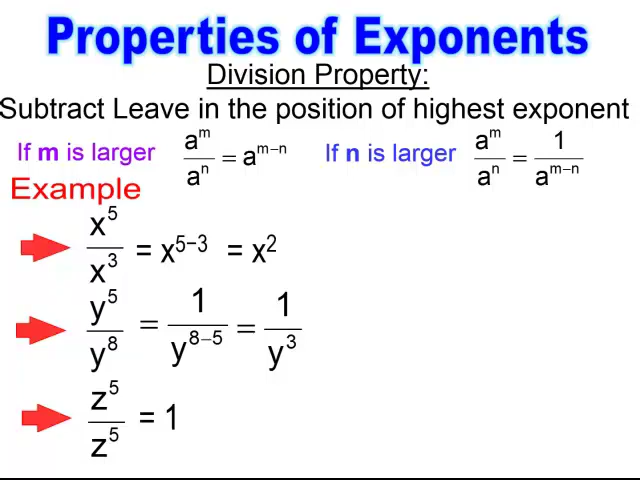 Properties of Exponents
Division Property:
Subtract Leave in the position of highest exponent
If m is larger a^m/a^n = a^(m−n) If n is larger a^m/a^n = 1/a^(m−n)
Example
x^5/x^3 = x^(5−3) = x^2
y^5/y^8 = 1/y^(8−5) = 1/y^3
z^5/z^5 = 1